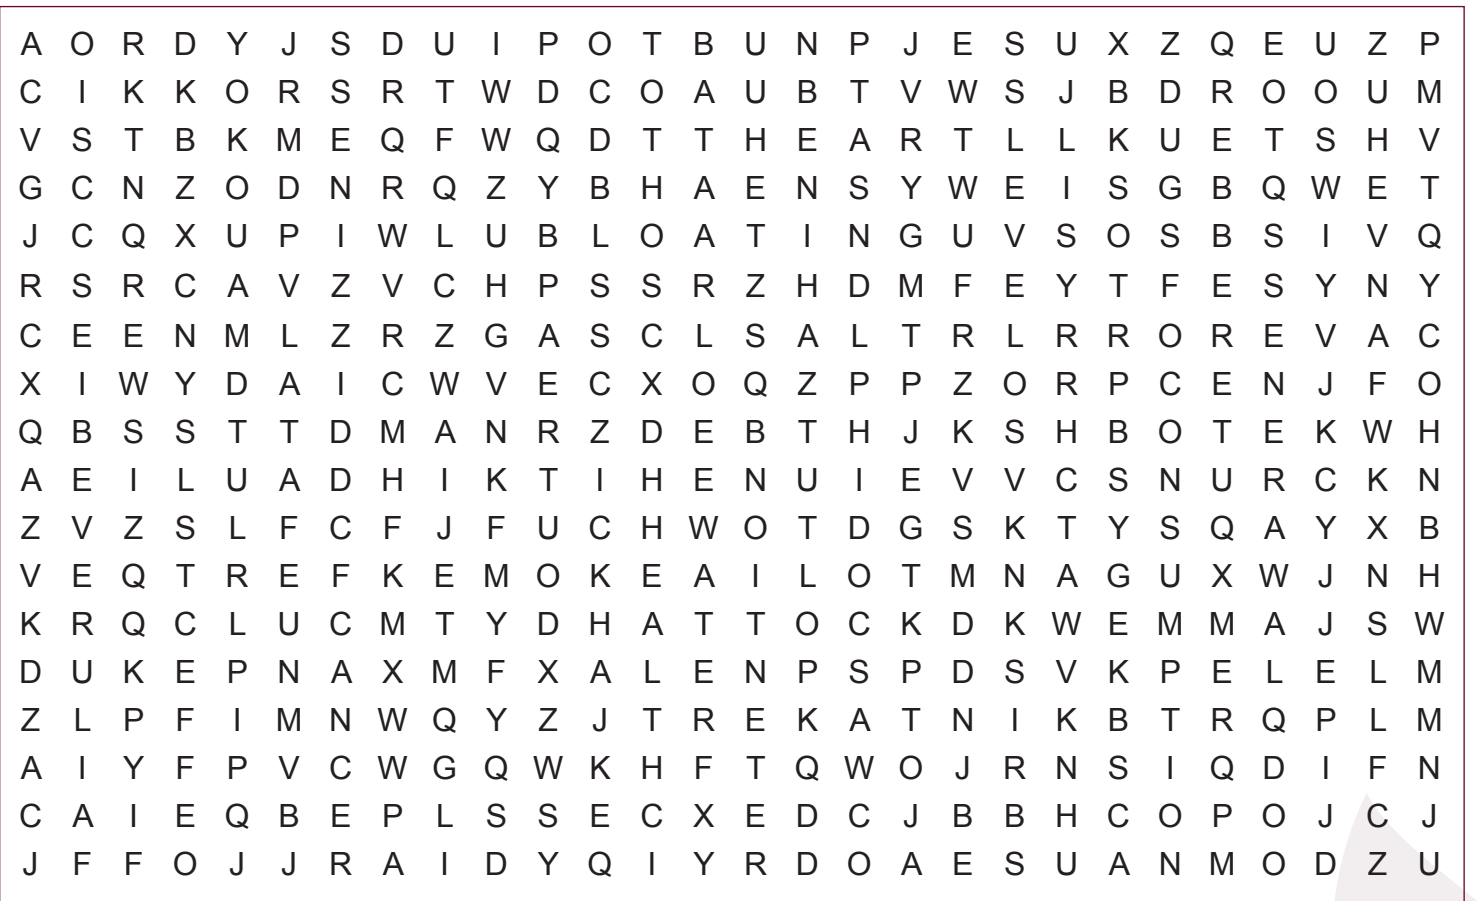 A O R D Y J S D U I P O T B U N P J E S U X Z Q E U Z P
C I K K O R S R T W D C O A U B T V W S J B D R O O U M
V S T B K M E Q F W Q D T T H E A R T L L K U E T S H V
G C N Z O D N R Q Z Y B H A E N S Y W E I S G B Q W E T
J C Q X U P I W L U B L O A T I N G U V S O S B S I V Q
R S R C A V Z V C H P S S R Z H D M F E Y T F E S Y N Y
C E E N M L Z R Z G A S C L S A L T R L R R O R E V A C
X I W Y D A I C W V E C X O Q Z P P Z O R P C E N J F O
Q B S S T T D M A N R Z D E B T H J K S H B O T E K W H
A E I L U A D H I K T I H E N U I E V V C S N U R C K N
Z V Z S L F C F J F U C H W O T D G S K T Y S Q A Y X B
V E Q T R E F K E M O K E A I L O T M N A G U X W J N H
K R Q C L U C M T Y D H A T T O C K D K W E M M A J S W
D U K E P N A X M F X A L E N P S P D S V K P E L E L M
Z L P F I M N W Q Y Z J T R E K A T N I K B T R Q P L M
A I Y F P V C W G Q W K H F T Q W O J R N S I Q D I F N
C A I E Q B E P L S S E C X E D C J B B H C O P O J C J
J F F O J J R A I D Y Q I Y R D O A E S U A N M O D Z U